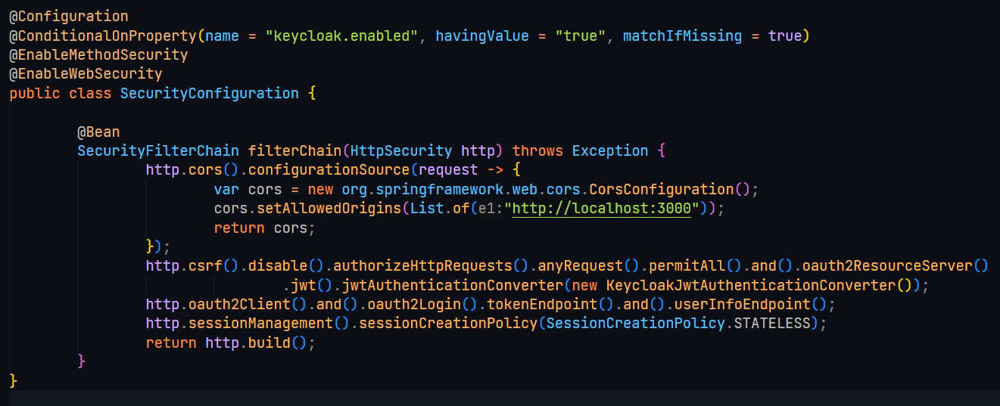 @Configuration
@ConditionalOnProperty(name = "keycloak.enabled", havingValue = "true", matchIfMissing = true)
@EnableMethodSecurity
@EnableWebSecurity
public class SecurityConfiguration {
@Bean
SecurityFilterChain filterChain(HttpSecurity http) throws Exception {
http.cors().configurationSource(request -> {
var cors = new org.springframework.web.cors.CorsConfiguration();
cors.setAllowedOrigins(List.of(e1:"http://localhost:3000"));
return cors;
});
http.csrf().disable().authorizeHttpRequests().anyRequest().permitAll().and().oauth2ResourceServer()
.jwt().jwtAuthenticationConverter(new KeycloakJwtAuthenticationConverter());
http.oauth2Client().and().oauth2Login().tokenEndpoint().and().userInfoEndpoint();
http.sessionManagement().sessionCreationPolicy(SessionCreationPolicy.STATELESS);
return http.build();
}
}